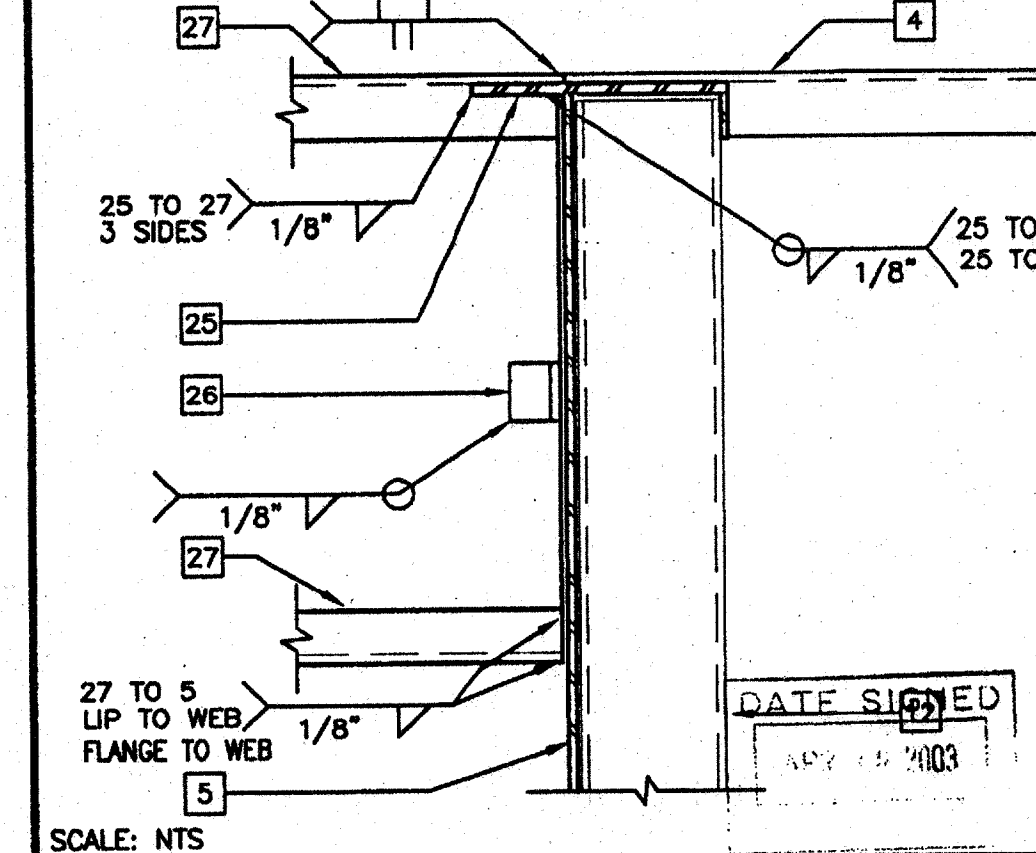 27
4
25 TO 27
3 SIDES
1/8"
25 TO
25 TO
1/8"
25
26
1/8"
27
27 TO 5
LIP TO WEB
FLANGE TO WEB
1/8"
5
DATE SIGNED
12
2003
SCALE: NTS